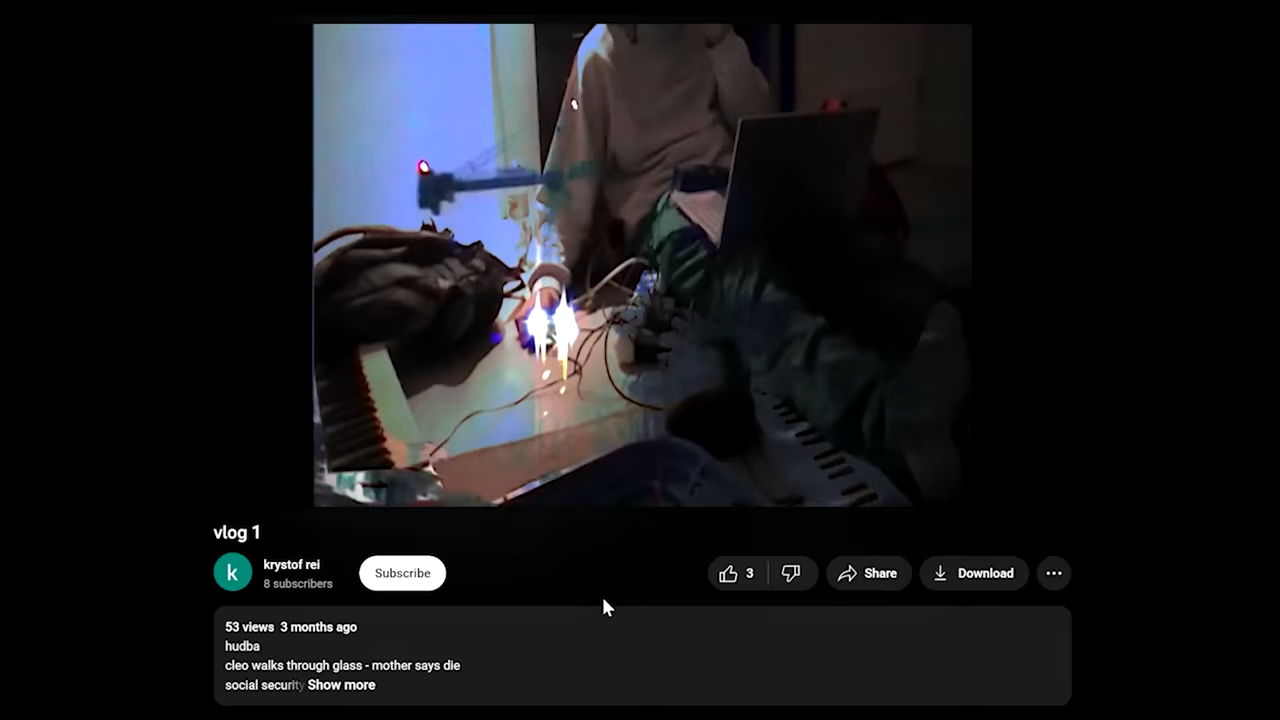 vlog 1
k
krystof rei
8 subscribers
Subscribe
3
Share
Download
53 views 3 months ago
hudba
cleo walks through glass - mother says die
social security Show more